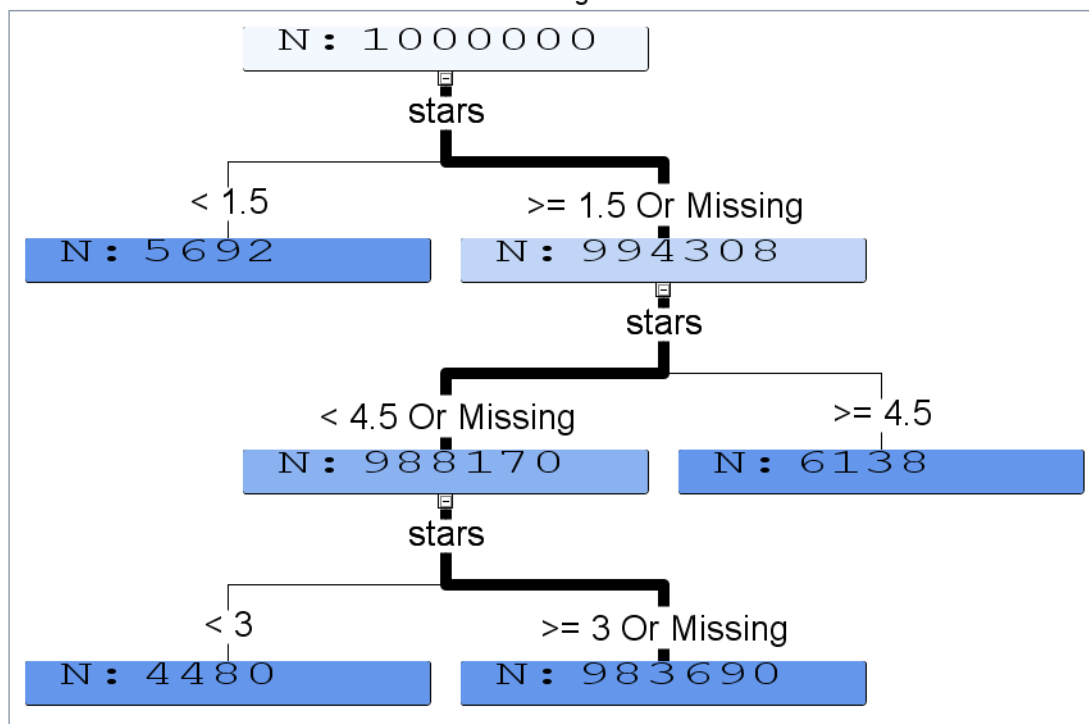 N: 1000000
stars
< 1.5
>= 1.5 Or Missing
N: 5692
N: 994308
stars
< 4.5 Or Missing
>= 4.5
N: 988170
N: 6138
stars
< 3
>= 3 Or Missing
N: 4480
N: 983690